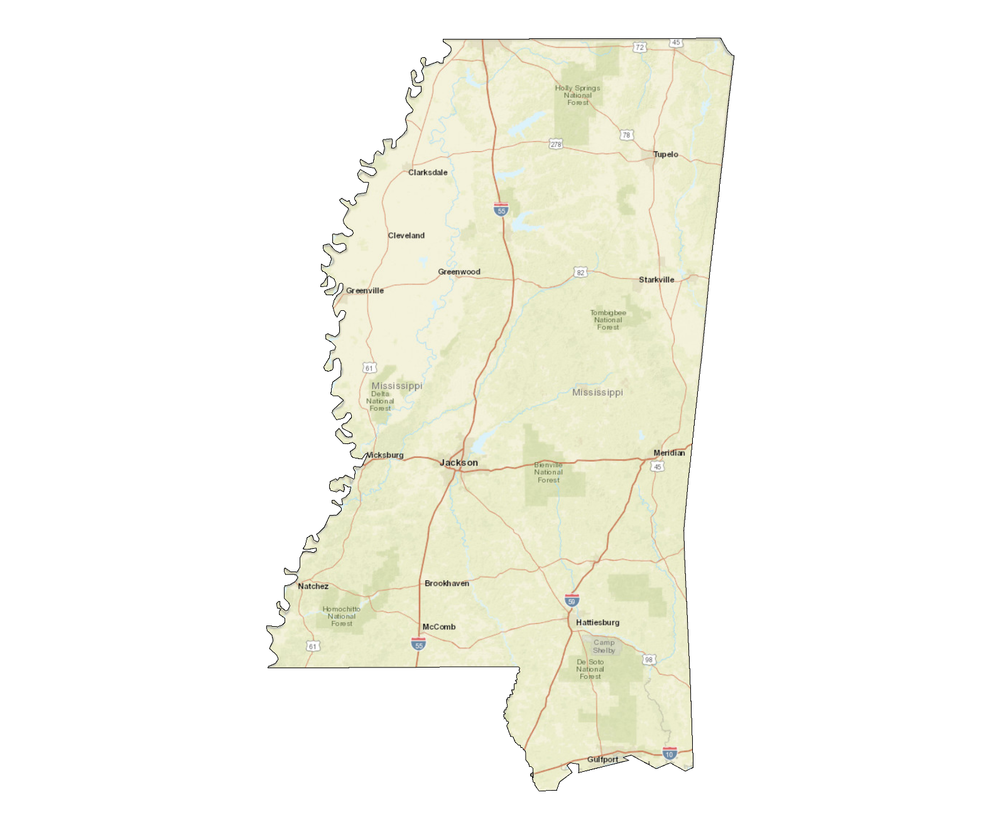 45
72
Holly Springs
National
Forest
78
278
Tupelo
Clarksdale
55
Cleveland
Greenwood
82
Starkville
Greenville
Tombigbee
National
Forest
61
Mississippi
Delta
National
Forest
Mississippi
Vicksburg
Jackson
Meridian
45
Bienville
National
Forest
Brookhaven
Natchez
59
Homochitto
National
Forest
McComb
Hattiesburg
55
61
Camp
Shelby
98
De Soto
National
Forest
10
Gulfport